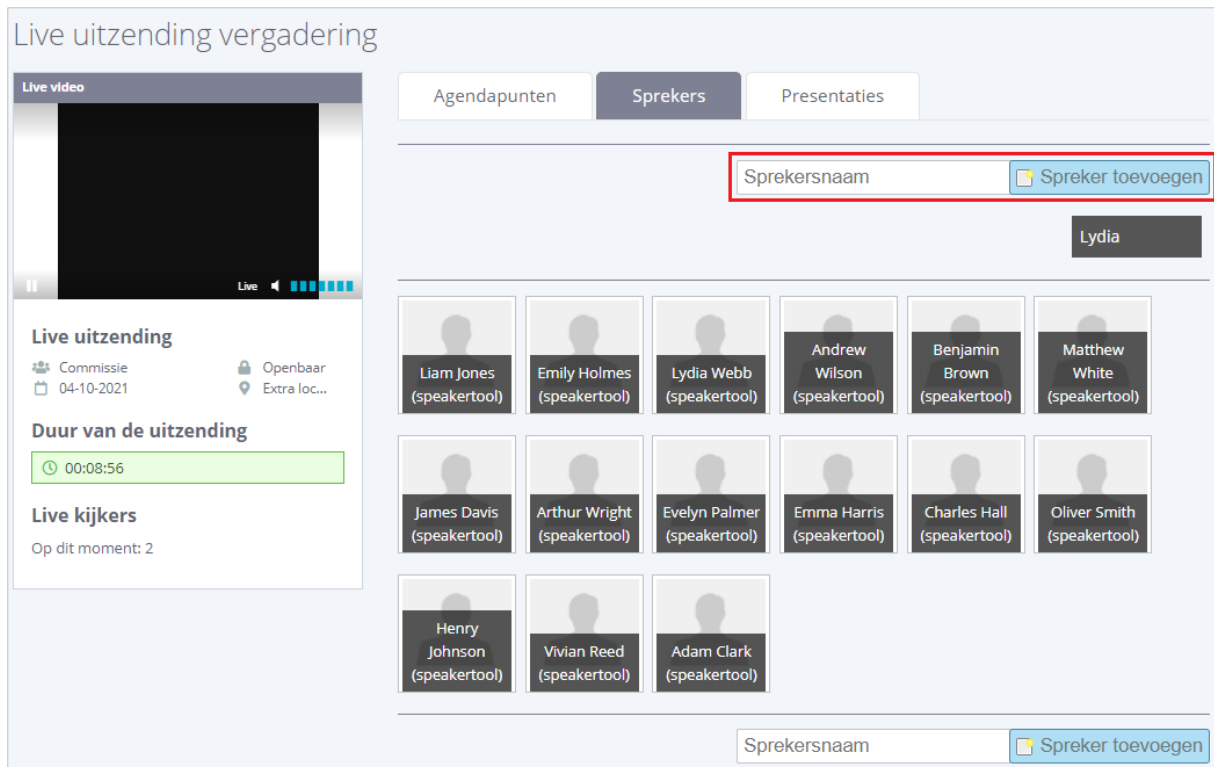 Live uitzending vergadering
Live video
Live
Live uitzending
Commissie
Openbaar
04-10-2021
Extra loc...
Duur van de uitzending
00:08:56
Live kijkers
Op dit moment: 2
Agendapunten
Sprekers
Presentaties
Sprekersnaam
Spreker toevoegen
Lydia
Liam Jones
(speakertool)
Emily Holmes
(speakertool)
Lydia Webb
(speakertool)
Andrew
Wilson
(speakertool)
Benjamin
Brown
(speakertool)
Matthew
White
(speakertool)
James Davis
(speakertool)
Arthur Wright
(speakertool)
Evelyn Palmer
(speakertool)
Emma Harris
(speakertool)
Charles Hall
(speakertool)
Oliver Smith
(speakertool)
Henry
Johnson
(speakertool)
Vivian Reed
(speakertool)
Adam Clark
(speakertool)
Sprekersnaam
Spreker toevoegen